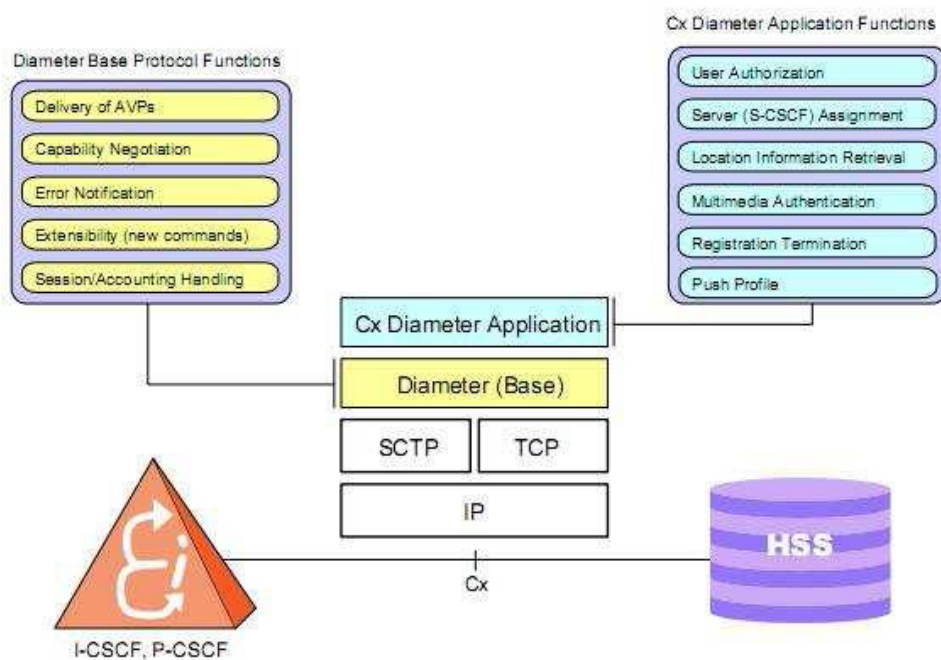 Cx Diameter Application Functions
Diameter Base Protocol Functions
Delivery of AVPs
Capability Negotiation
Error Notification
Extensibility (new commands)
Session/Accounting Handling
User Authorization
Server (S-CSCF) Assignment
Location Information Retrieval
Multimedia Authentication
Registration Termination
Push Profile
Cx Diameter Application
Diameter (Base)
SCTP
TCP
IP
HSS
Cx
I-CSCF, P-CSCF